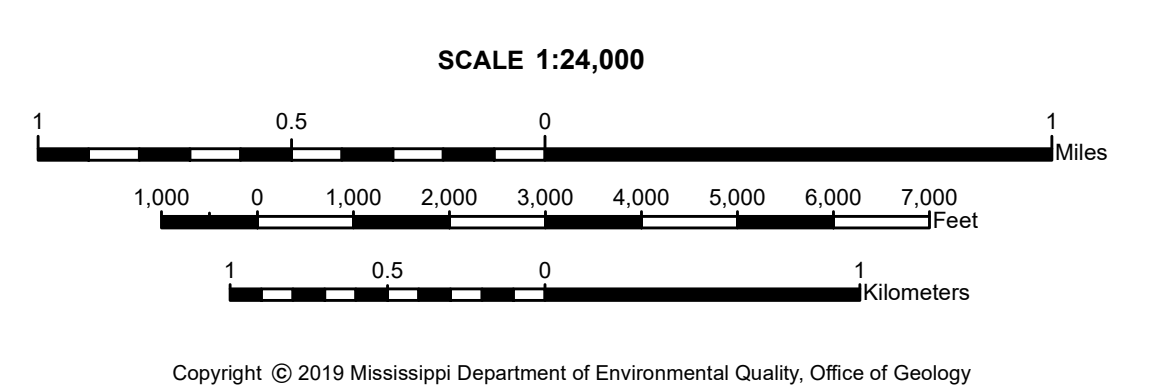 SCALE 1:24,000
1 0.5 0 1
Miles
1,000 0 1,000 2,000 3,000 4,000 5,000 6,000 7,000
Feet
1 0.5 0 1
Kilometers
Copyright © 2019 Mississippi Department of Environmental Quality, Office of Geology